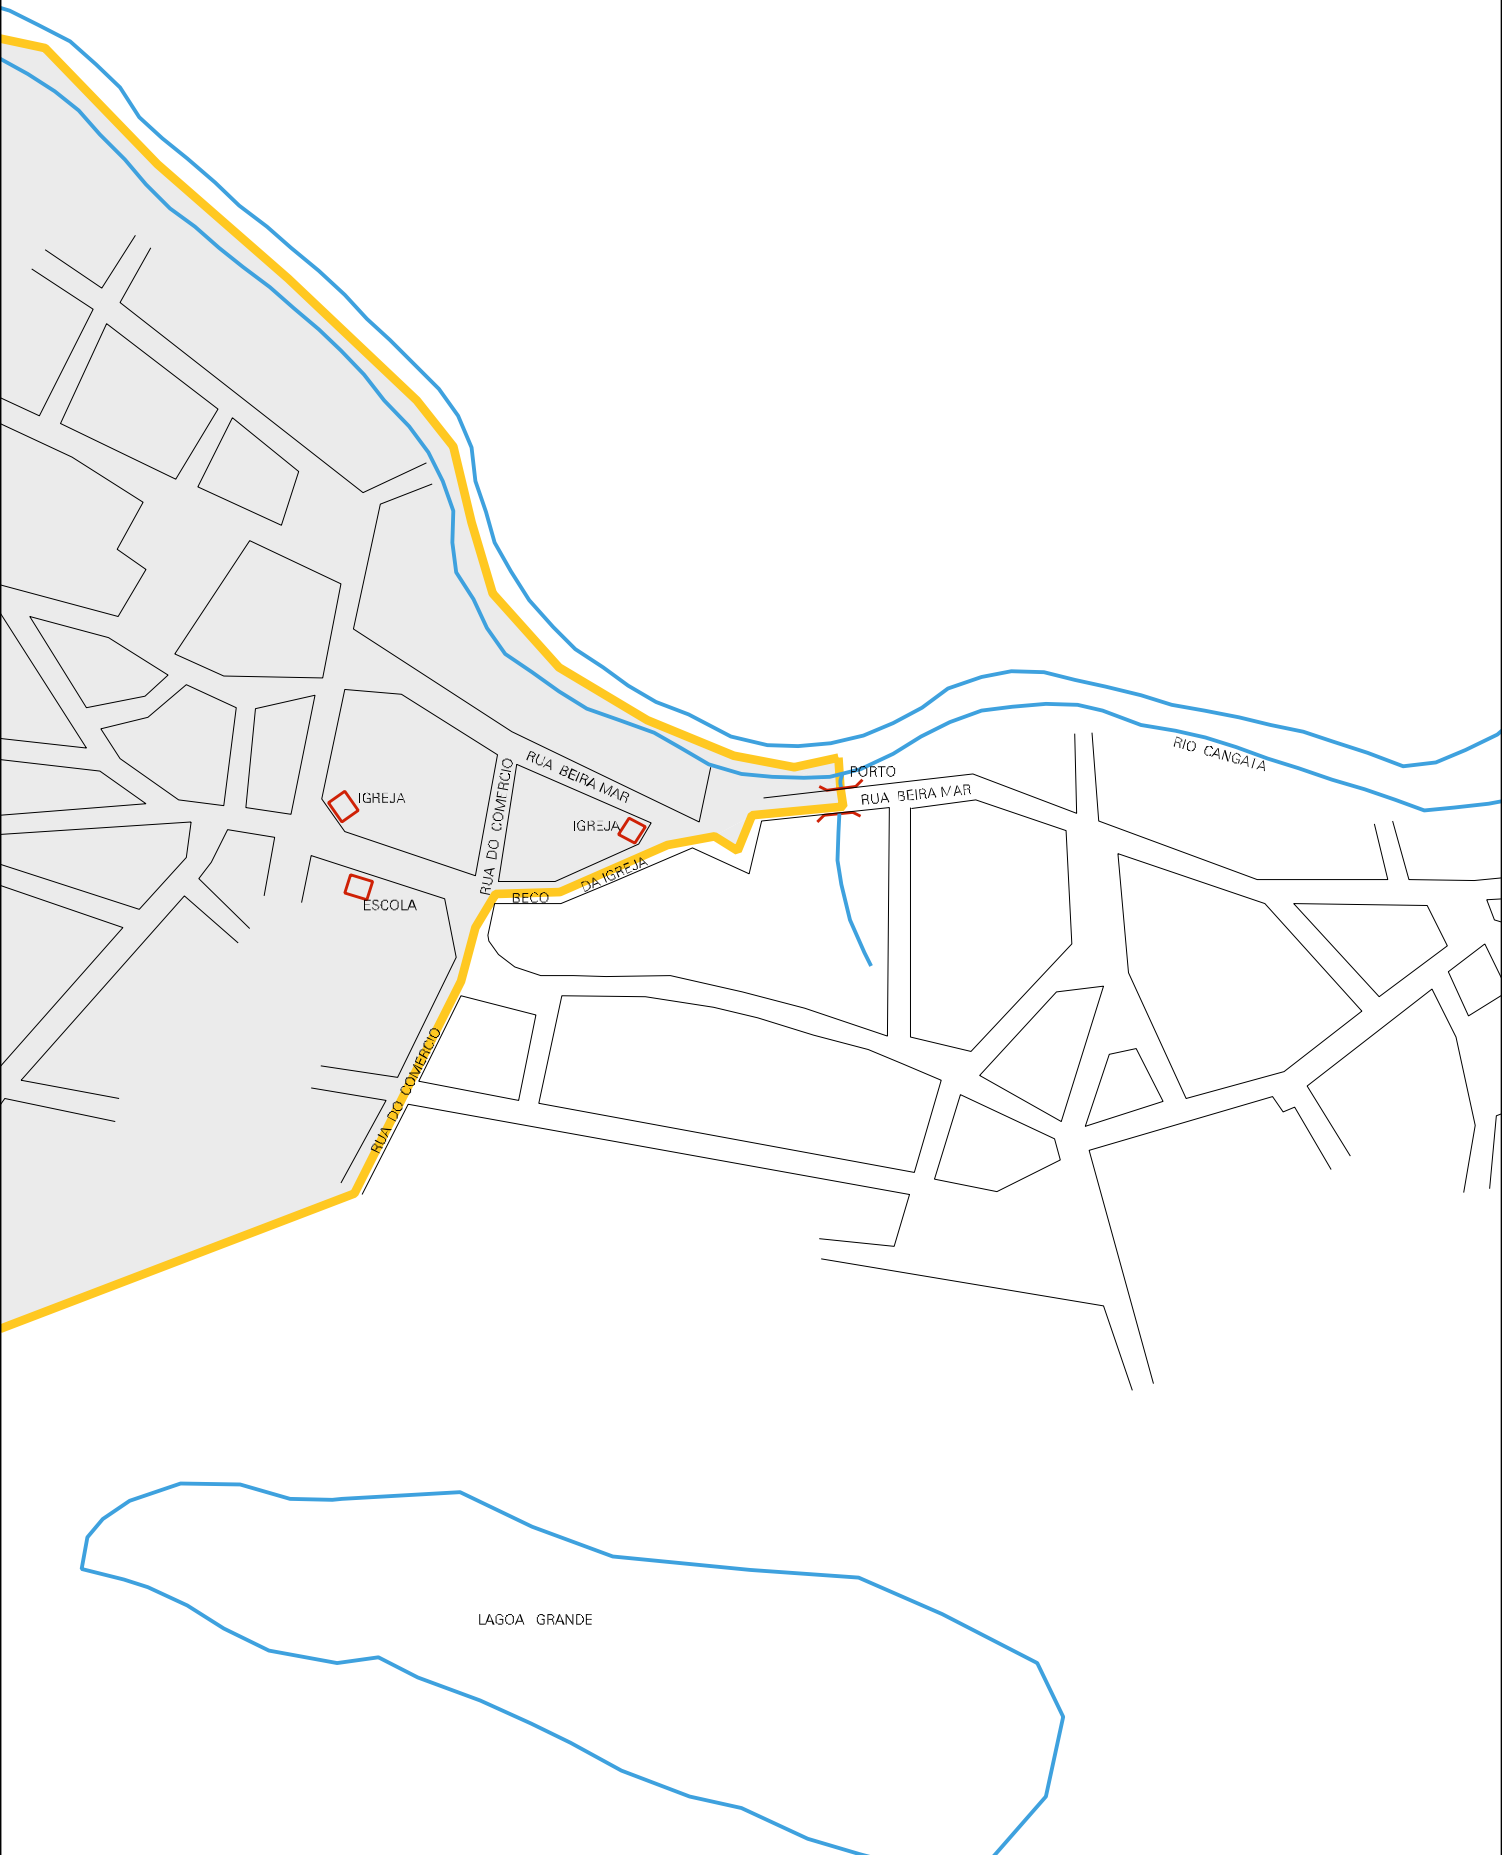 RIO CANGATA
PORTO
RUA BEIRA MAR
RUA BEIRA MAR
RUA DO COMERCIO
IGREJA
IGREJA
ESCOLA
BECO DA IGREJA
RUA DO COMERCIO
LAGOA GRANDE